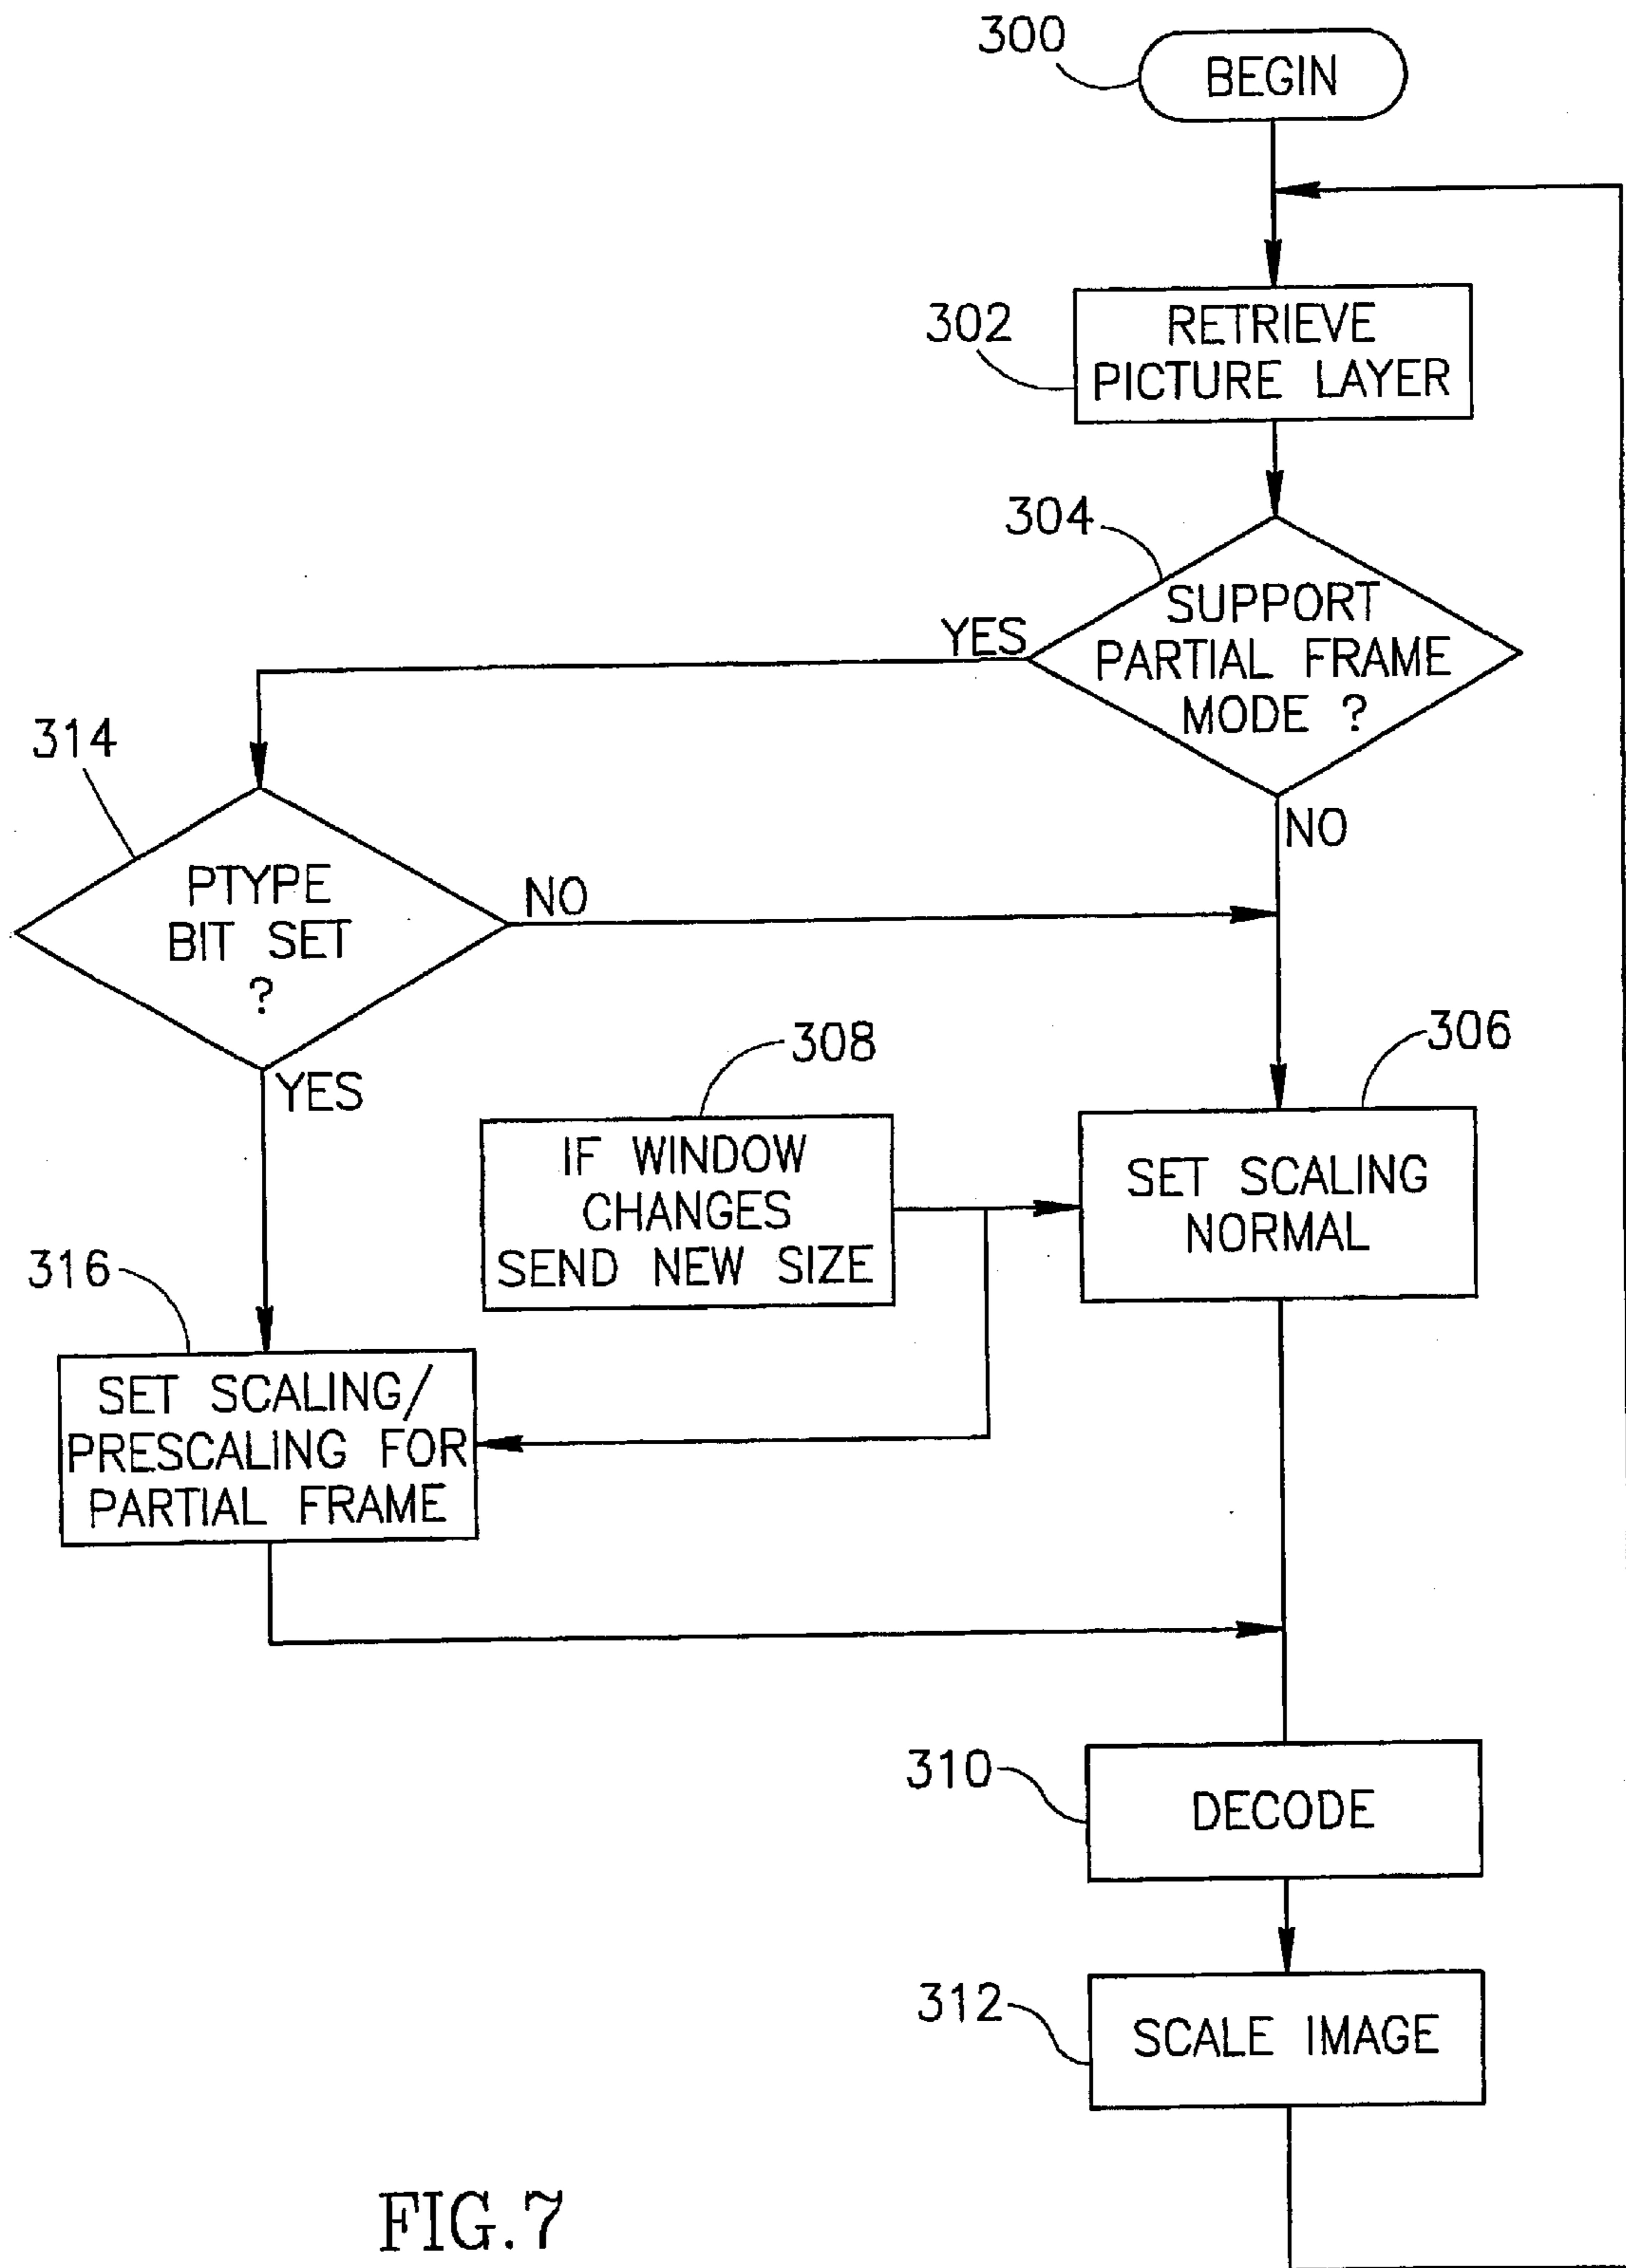 300
BEGIN
302
RETRIEVE
PICTURE LAYER
304
SUPPORT
PARTIAL FRAME
MODE ?
YES
NO
314
PTYPE
BIT SET
?
NO
YES
308
IF WINDOW
CHANGES
SEND NEW SIZE
306
SET SCALING
NORMAL
316
SET SCALING/
PRESCALING FOR
PARTIAL FRAME
310
DECODE
312
SCALE IMAGE
FIG.7